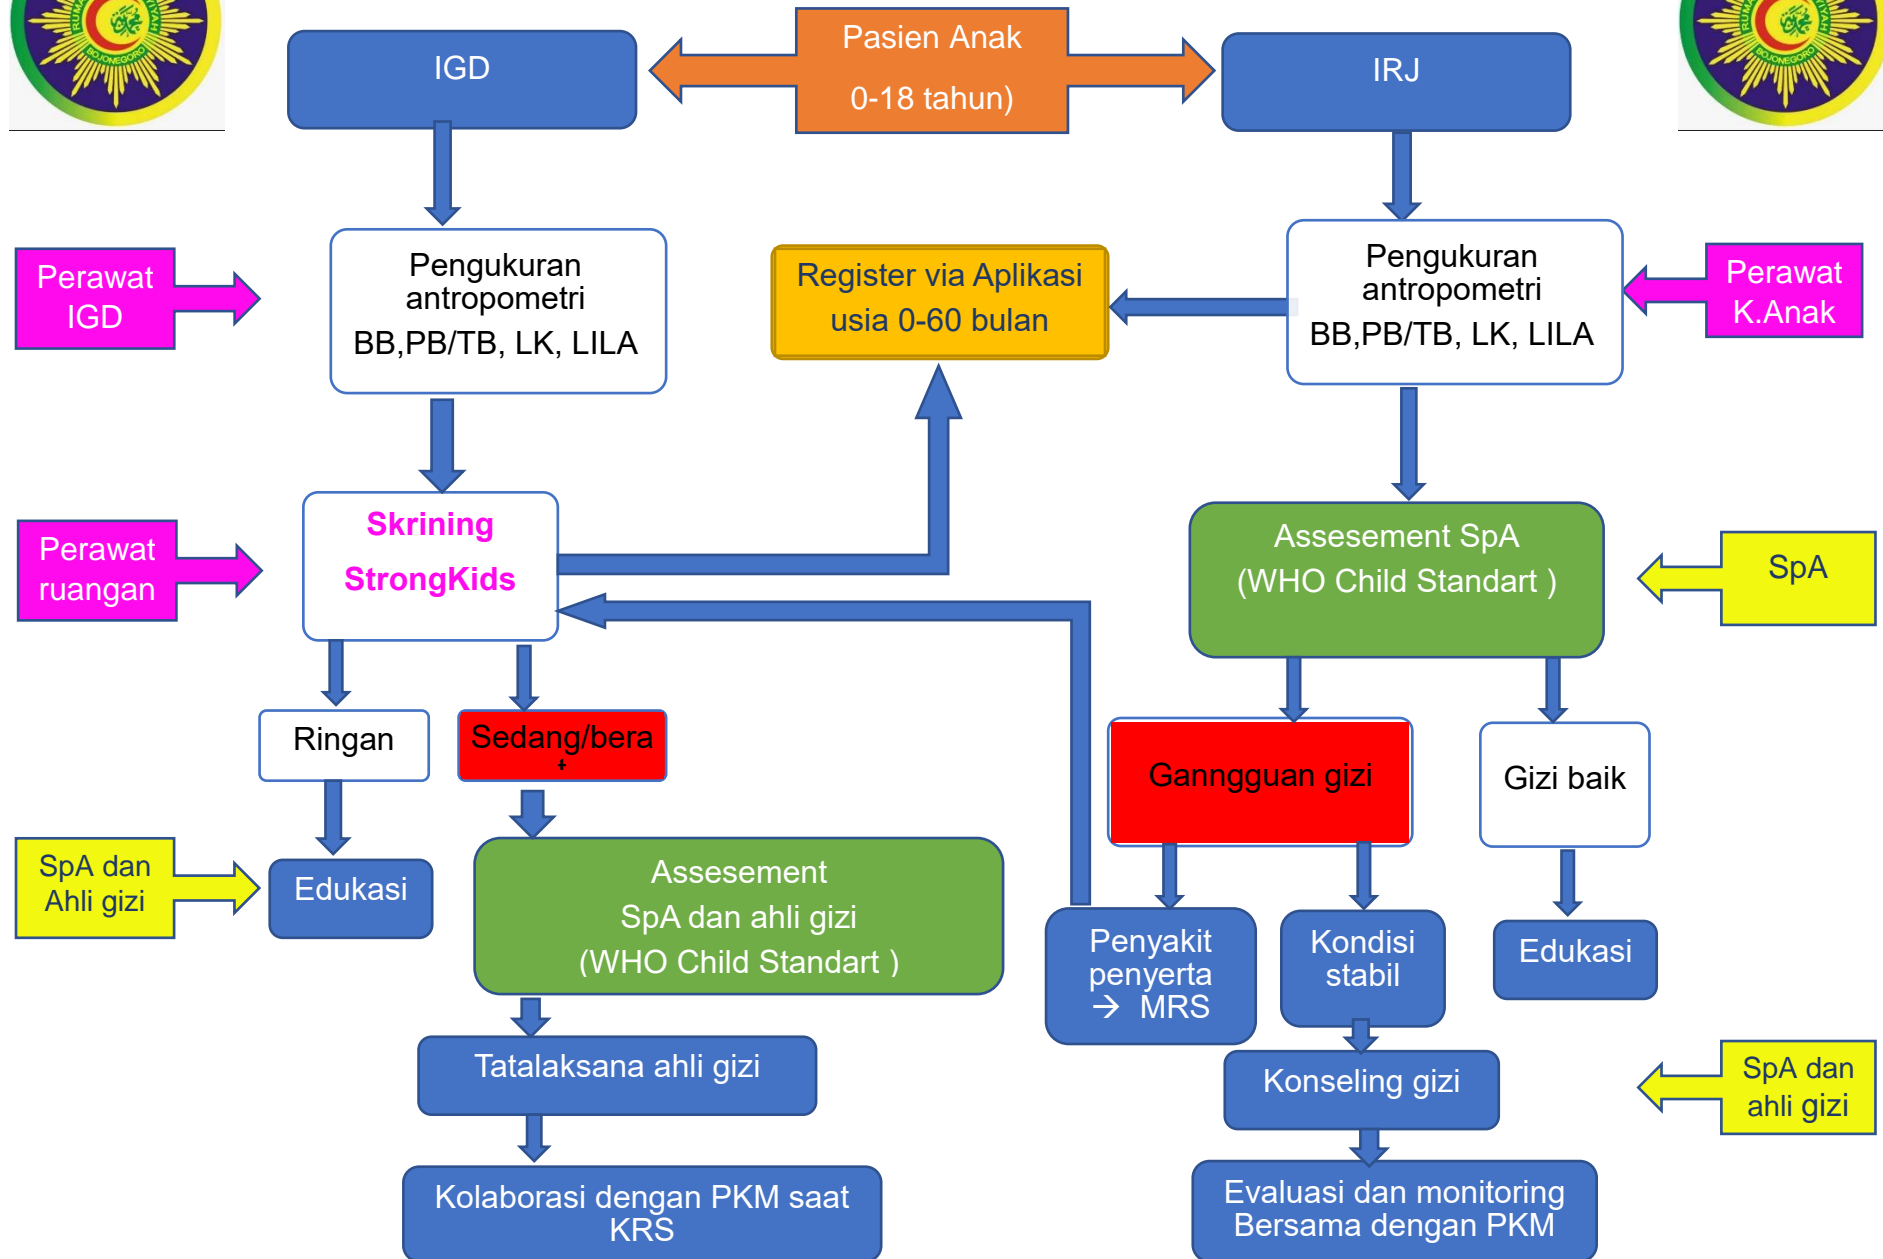 IGD
Pasien Anak
0-18 tahun)
IRJ
BOJONEGORO
BOJONEGORO
Perawat
IGD
Pengukuran
antropometri
BB,PB/TB, LK, LILA
Register via Aplikasi
usia 0-60 bulan
Pengukuran
antropometri
BB,PB/TB, LK, LILA
Perawat
K.Anak
Perawat
ruangan
Skrining
StrongKids
Assesement SpA
(WHO Child Standart )
SpA
Ringan
Sedang/bera
Ganngguan gizi
Gizi baik
SpA dan
Ahli gizi
Edukasi
Assesement
SpA dan ahli gizi
(WHO Child Standart )
Penyakit
penyerta
→ MRS
Kondisi
stabil
Edukasi
Tatalaksana ahli gizi
Konseling gizi
SpA dan
ahli gizi
Kolaborasi dengan PKM saat
KRS
Evaluasi dan monitoring
Bersama dengan PKM